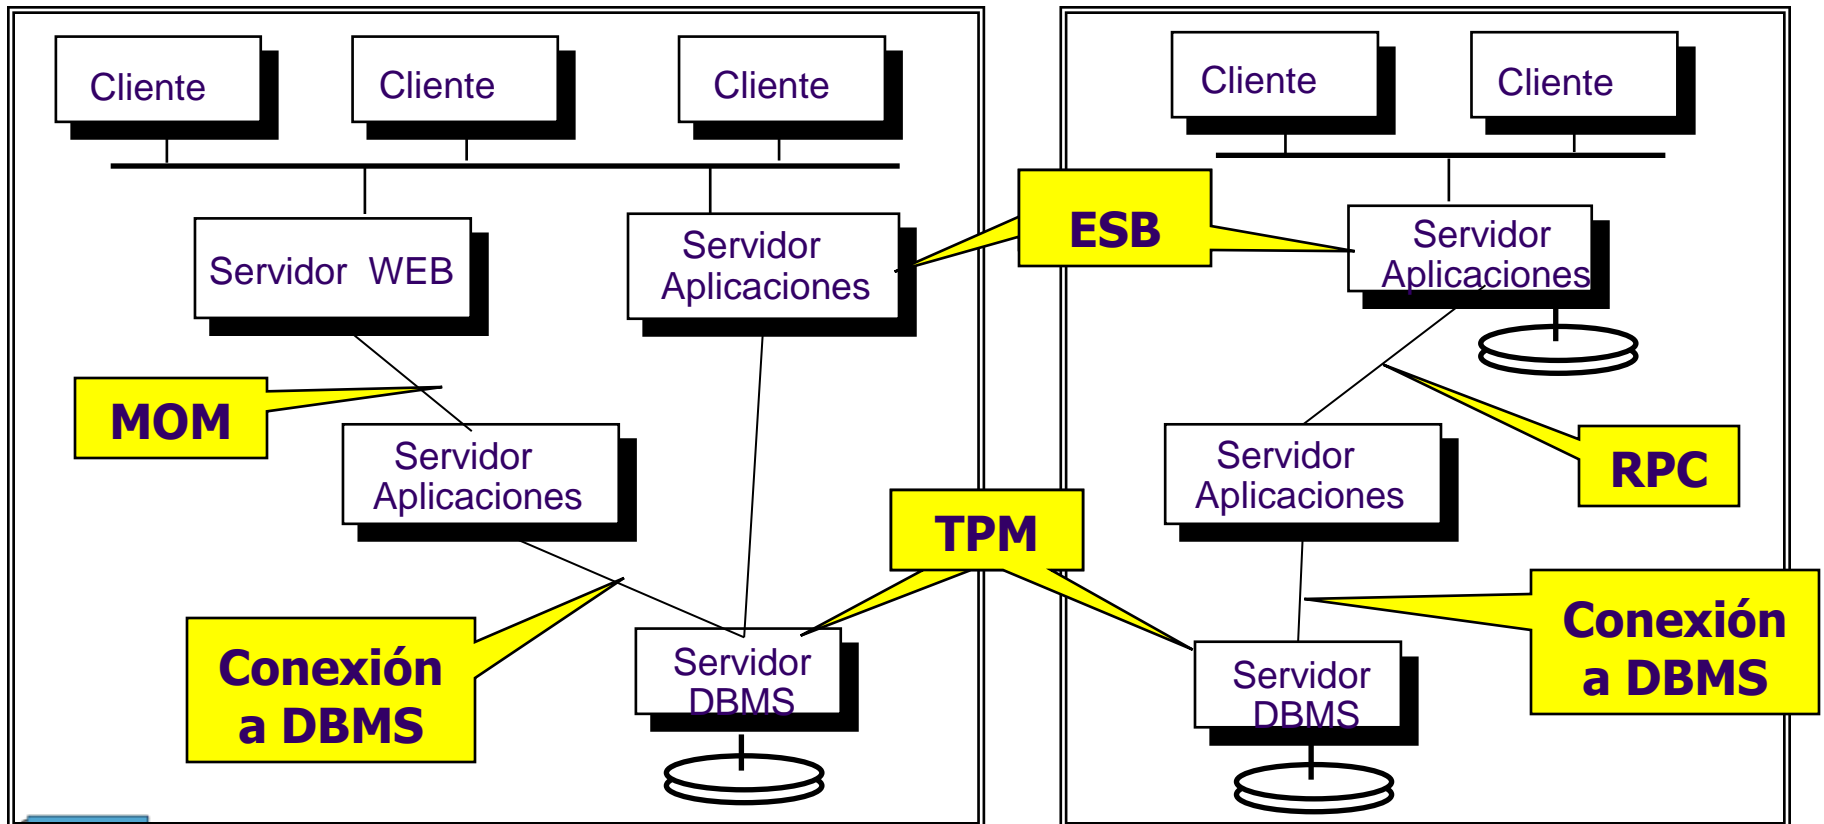 Cliente
Cliente
Cliente
Servidor WEB
Servidor
Aplicaciones
MOM
Servidor
Aplicaciones
Conexión
a DBMS
Servidor
DBMS
ESB
TPM
Cliente
Cliente
Servidor
Aplicaciones
RPC
Servidor
Aplicaciones
Conexión
a DBMS
Servidor
DBMS